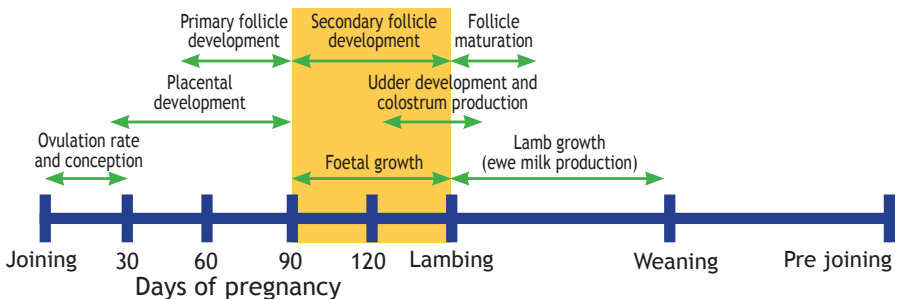 Primary follicle
development
Secondary follicle
development
Follicle
maturation
Placental
development
Udder development and
colostrum production
Ovulation rate
and conception
Foetal growth
Lamb growth
(ewe milk production)
Joining 30 60 90 120 Lambing Weaning Pre joining
Days of pregnancy